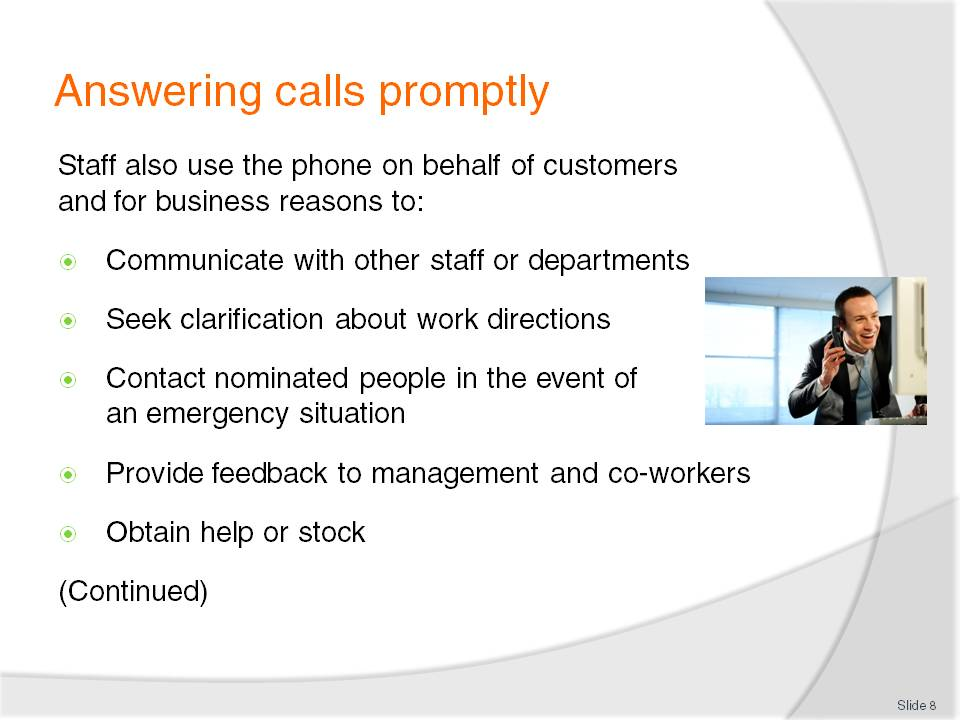 Answering calls promptly
Staff also use the phone on behalf of customers
and for business reasons to:
Communicate with other staff or departments
Seek clarification about work directions
Contact nominated people in the event of
an emergency situation
Provide feedback to management and co-workers
Obtain help or stock
(Continued)
Slide 8